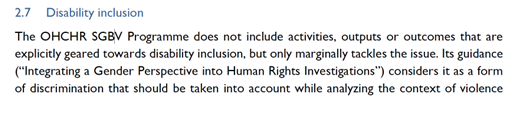 2.7 Disability inclusion
The OHCHR SGBV Programme does not include activities, outputs or outcomes that are
explicitly geared towards disability inclusion, but only marginally tackles the issue. Its guidance
(“Integrating a Gender Perspective into Human Rights Investigations”) considers it as a form
of discrimination that should be taken into account while analyzing the context of violence